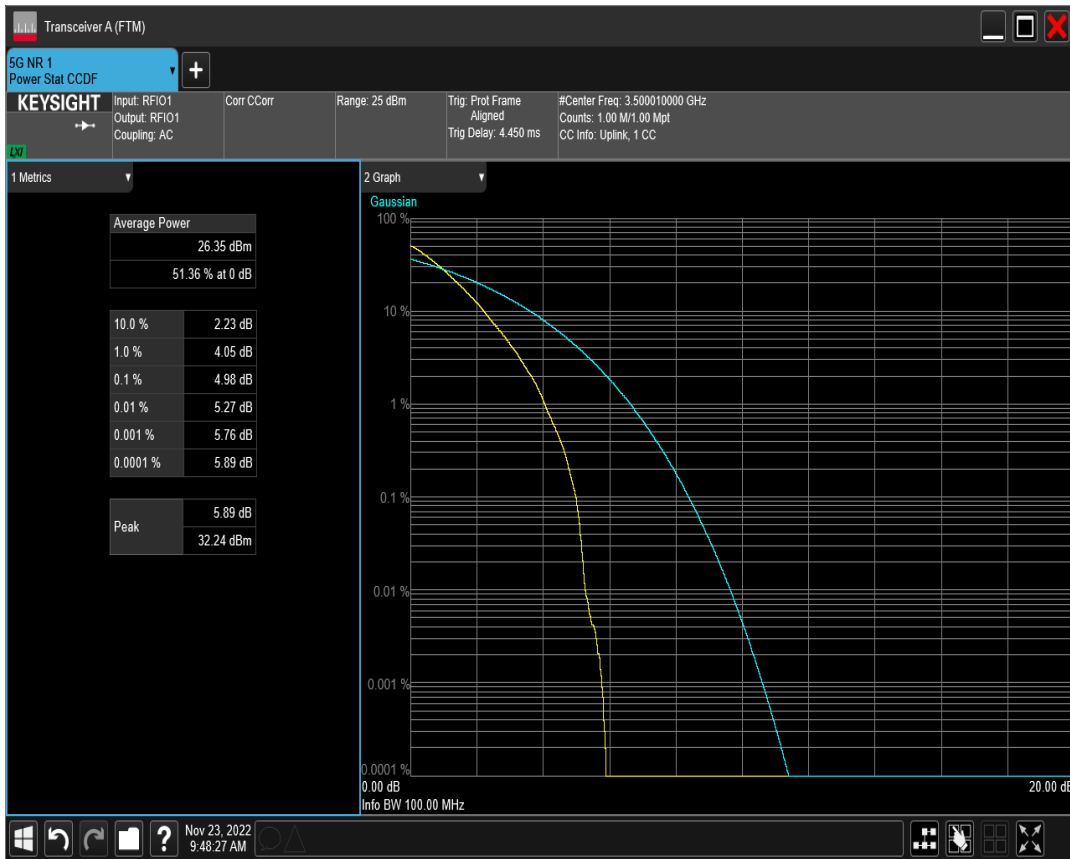 Transceiver A (FTM)
5G NR 1
Power Stat CCDF
KEYSIGHT
LXI
Input: RFIO1
Output: RFIO1
Coupling: AC
Corr CCorr
Range: 25 dBm
Trig: Prot Frame
Aligned
Trig Delay: 4.450 ms
#Center Freq: 3.500010000 GHz
Counts: 1.00 M/1.00 Mpt
CC Info: Uplink, 1 CC
1 Metrics
Average Power
26.35 dBm
51.36 % at 0 dB
10.0 % 2.23 dB
1.0 % 4.05 dB
0.1 % 4.98 dB
0.01 % 5.27 dB
0.001 % 5.76 dB
0.0001 % 5.89 dB
Peak
5.89 dB
32.24 dBm
2 Graph
Gaussian
100 %
10 %
1 %
0.1 %
0.01 %
0.001 %
0.0001 %
0.00 dB
20.00 dB
Info BW 100.00 MHz
?
Nov 23, 2022
9:48:27 AM